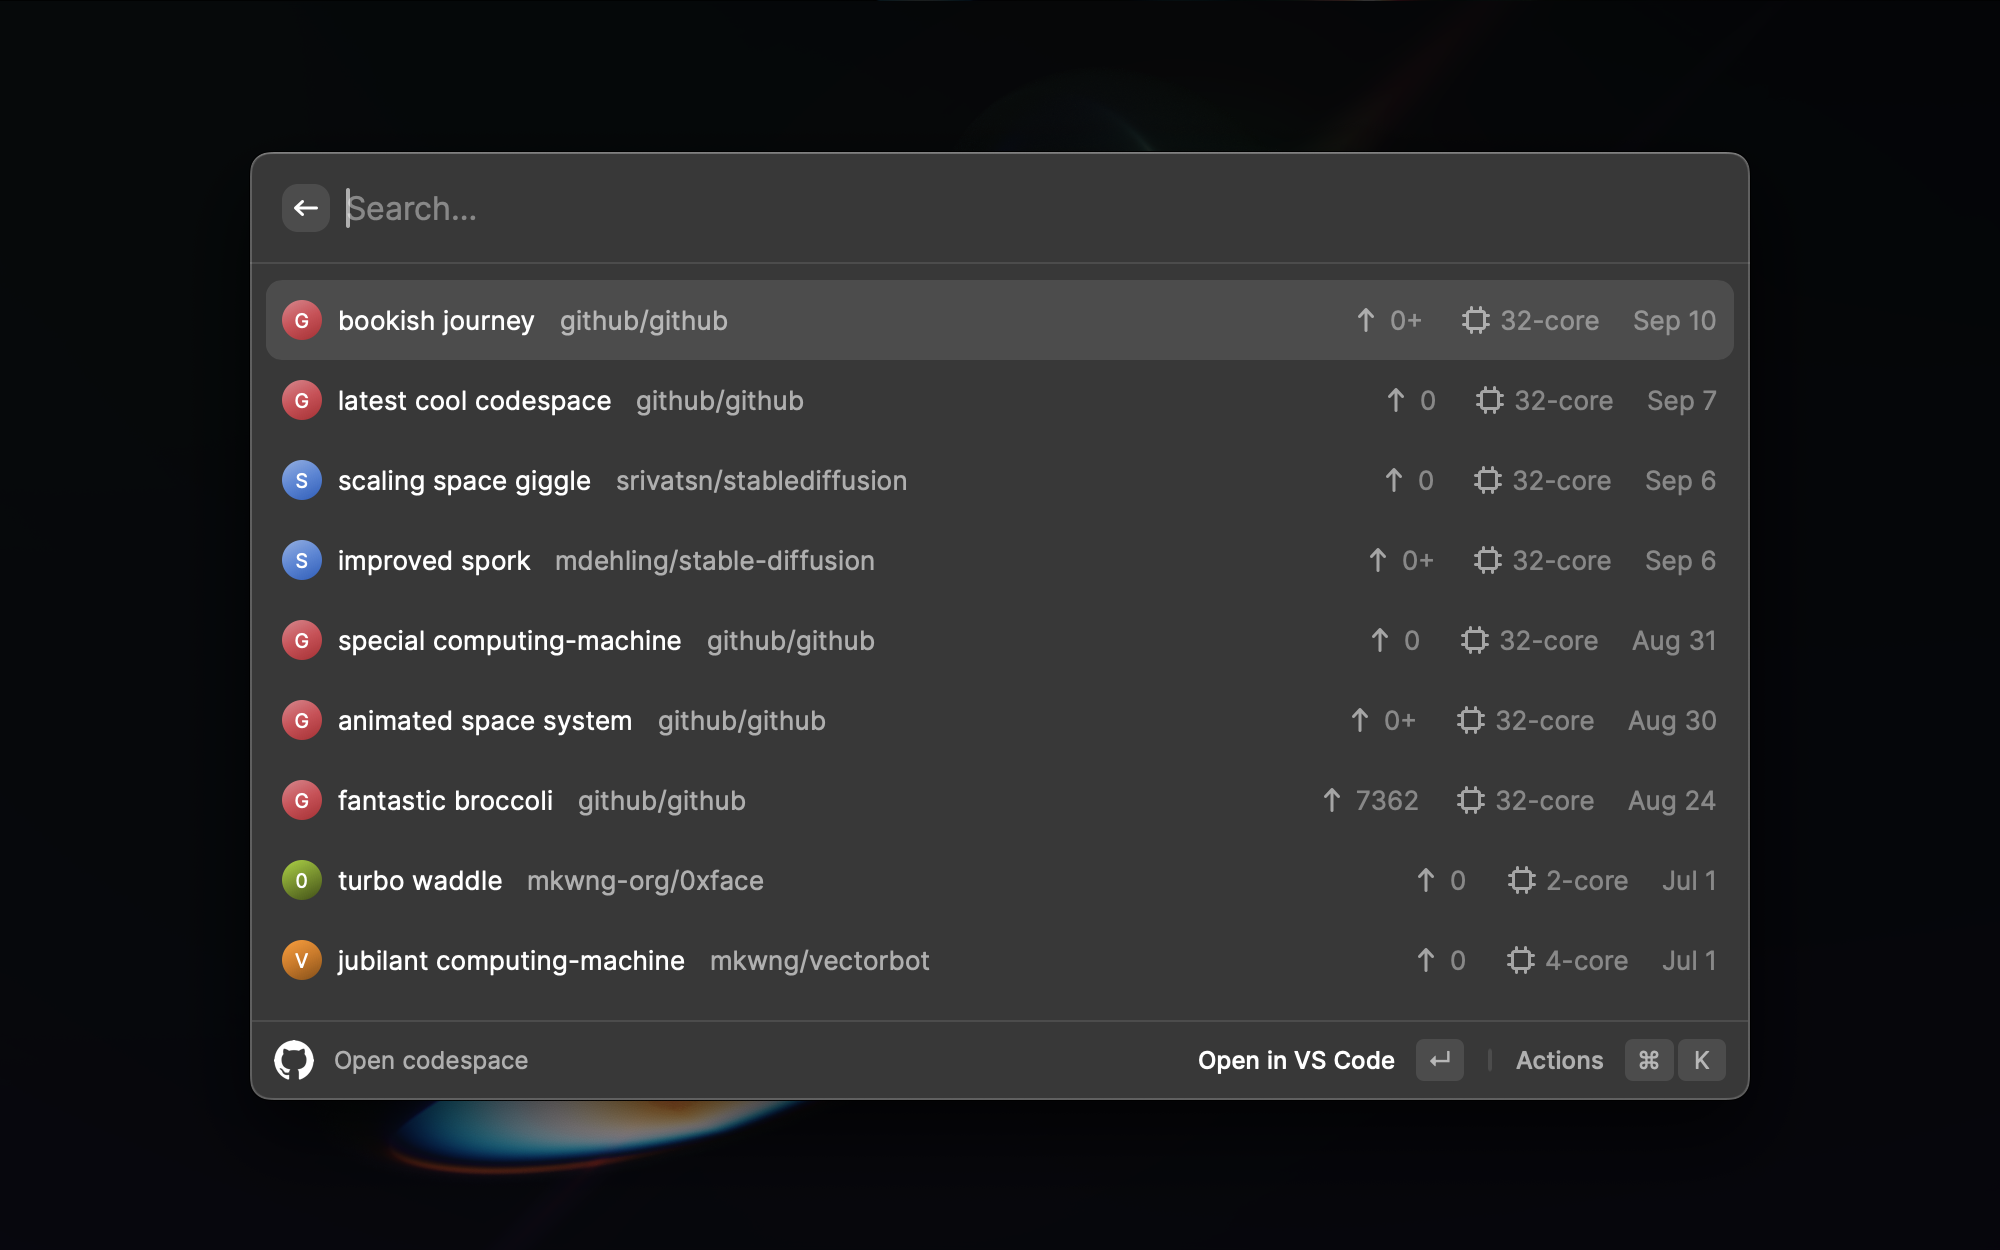 Search...
G bookish journey github/github ↑ 0+ 32-core Sep 10
G latest cool codespace github/github ↑ 0 32-core Sep 7
S scaling space giggle srivatsn/stablediffusion ↑ 0 32-core Sep 6
S improved spork mdehling/stable-diffusion ↑ 0+ 32-core Sep 6
G special computing-machine github/github ↑ 0 32-core Aug 31
G animated space system github/github ↑ 0+ 32-core Aug 30
G fantastic broccoli github/github ↑ 7362 32-core Aug 24
0 turbo waddle mkwng-org/0xface ↑ 0 2-core Jul 1
V jubilant computing-machine mkwng/vectorbot ↑ 0 4-core Jul 1
Open codespace Open in VS Code ↵ Actions ⌘ K